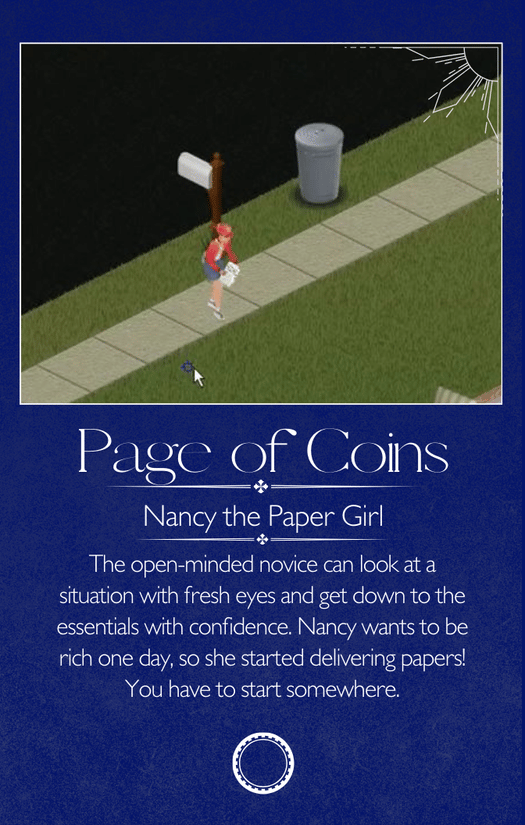 Page of Coins
Nancy the Paper Girl
The open-minded novice can look at a
situation with fresh eyes and get down to the
essentials with confidence. Nancy wants to be
rich one day, so she started delivering papers!
You have to start somewhere.